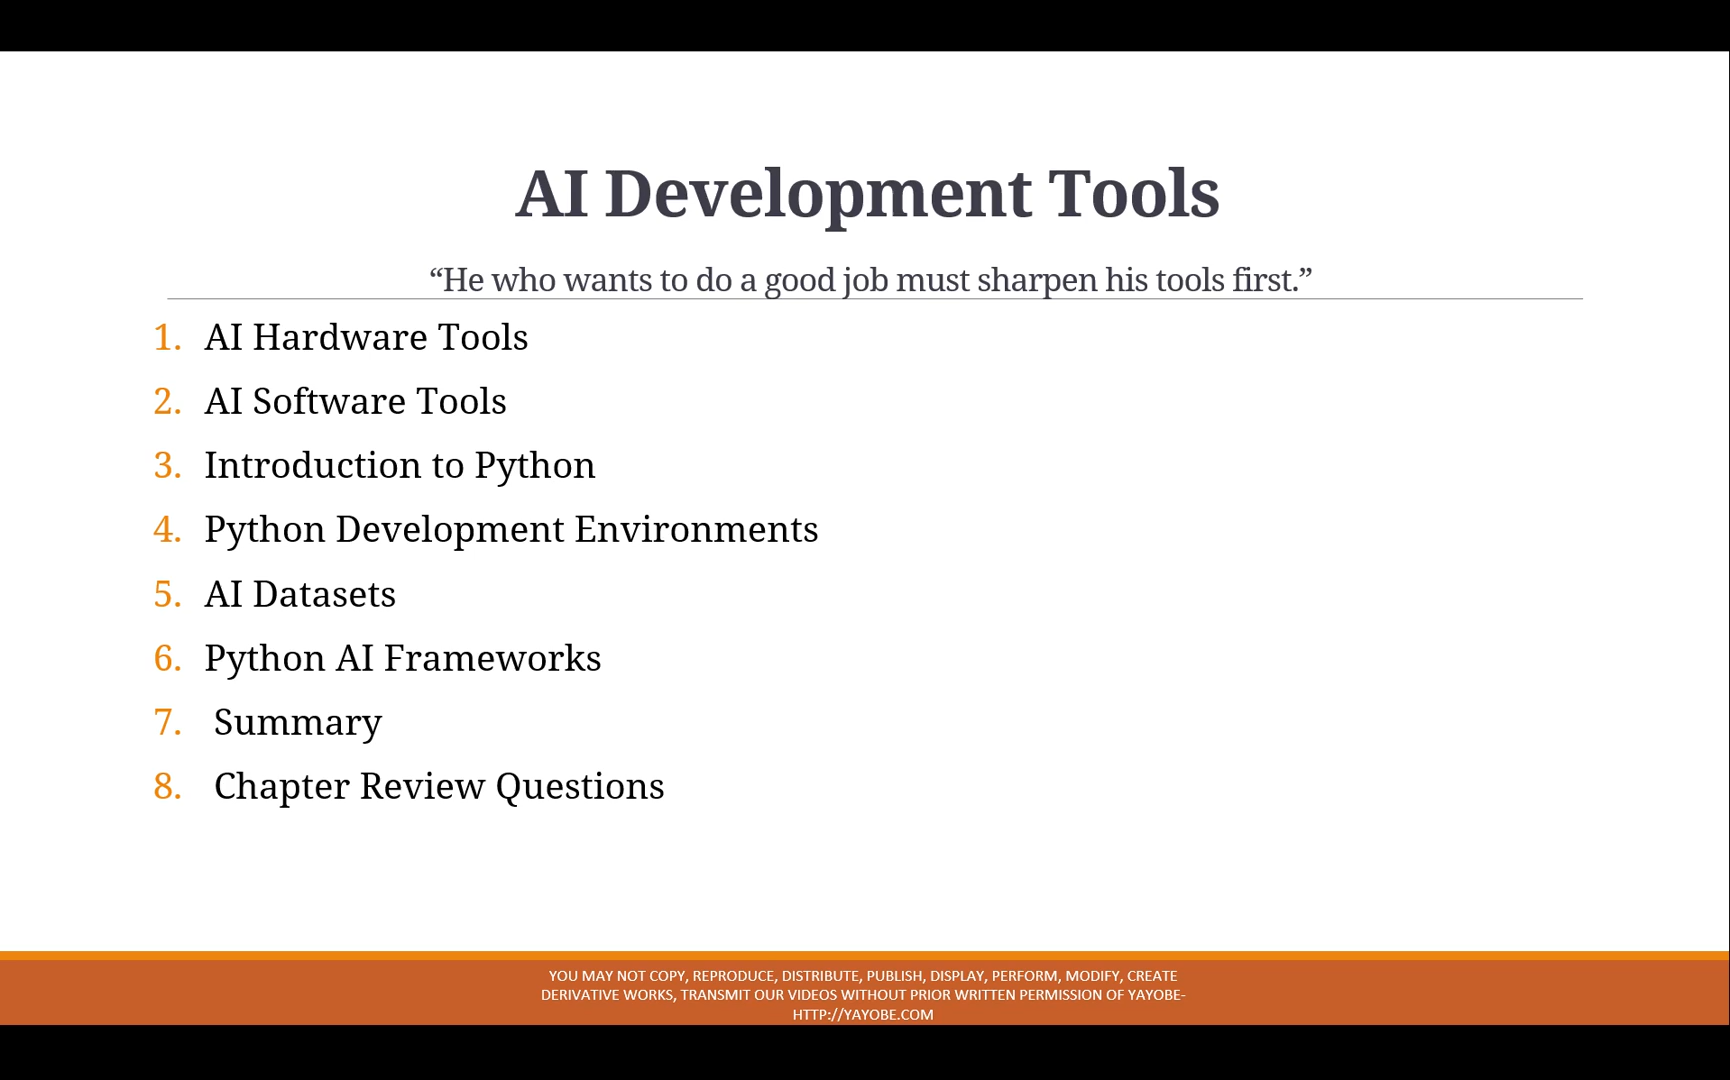 AI Development Tools
“He who wants to do a good job must sharpen his tools first.”
1. AI Hardware Tools
2. AI Software Tools
3. Introduction to Python
4. Python Development Environments
5. AI Datasets
6. Python AI Frameworks
7. Summary
8. Chapter Review Questions
YOU MAY NOT COPY, REPRODUCE, DISTRIBUTE, PUBLISH, DISPLAY, PERFORM, MODIFY, CREATE
DERIVATIVE WORKS, TRANSMIT OUR VIDEOS WITHOUT PRIOR WRITTEN PERMISSION OF YAYOBE-
HTTP://YAYOBE.COM